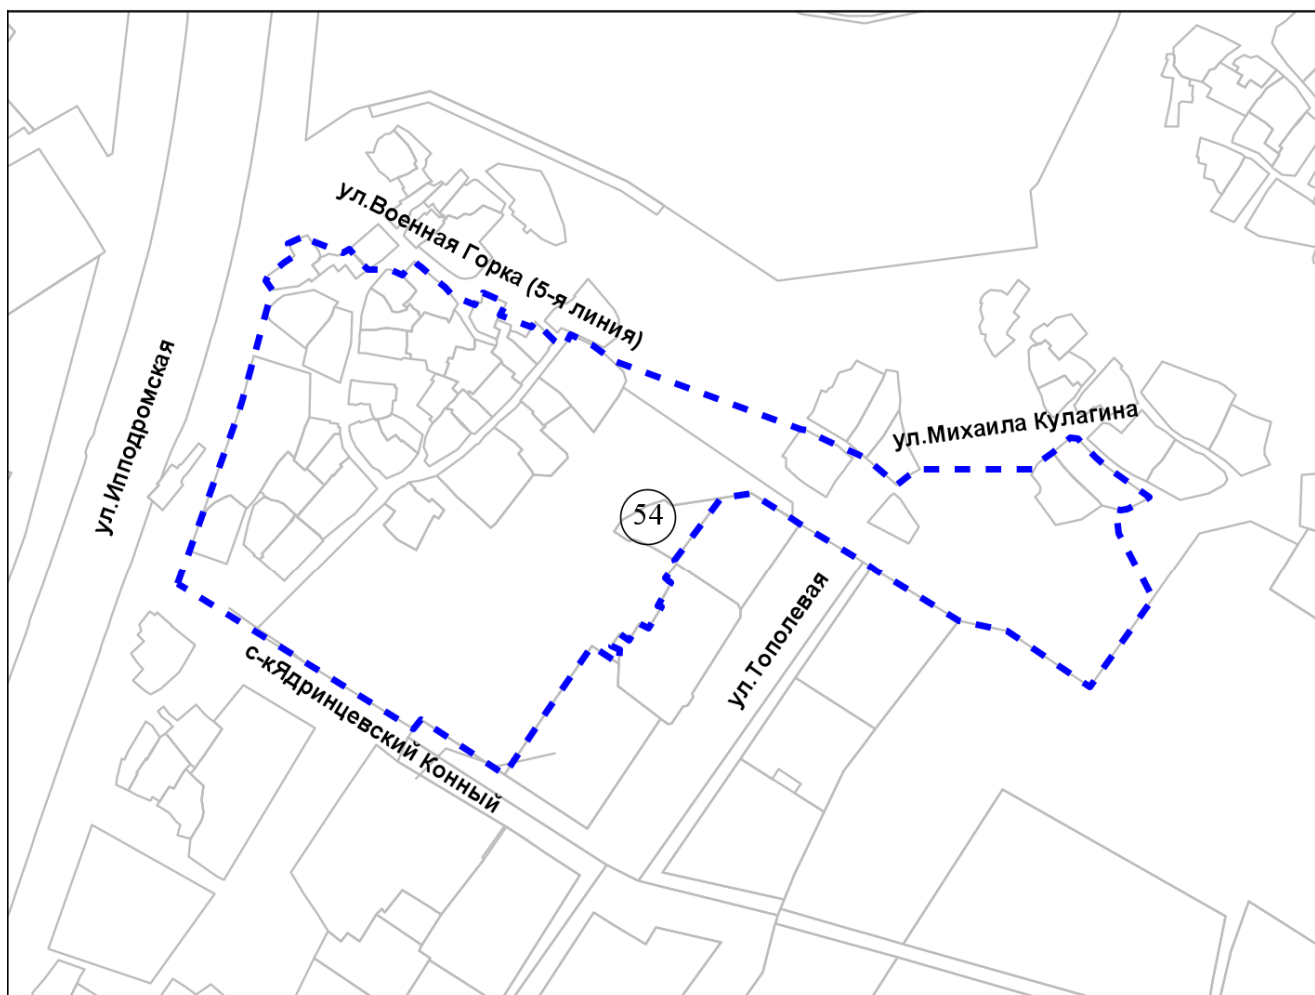 ул.Военная Горка (5-я линия)
ул.Ипподромская
ул.Михаила Кулагина
54
ул.Тополевая
с-кЯдринцевский Конный